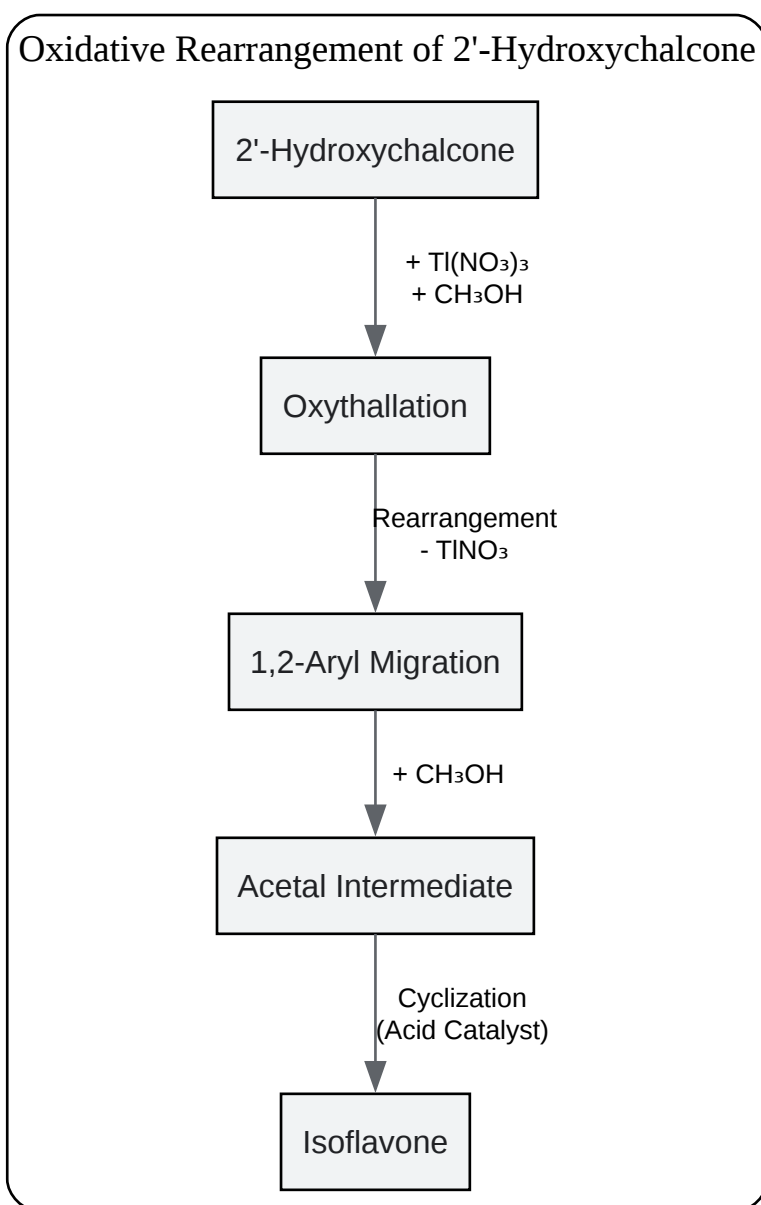 Oxidative Rearrangement of 2'-Hydroxychalcone
2'-Hydroxychalcone
+ Tl(NO₃)₃
+ CH₃OH
Oxythallation
Rearrangement
- TlNO₃
1,2-Aryl Migration
+ CH₃OH
Acetal Intermediate
Cyclization
(Acid Catalyst)
Isoflavone